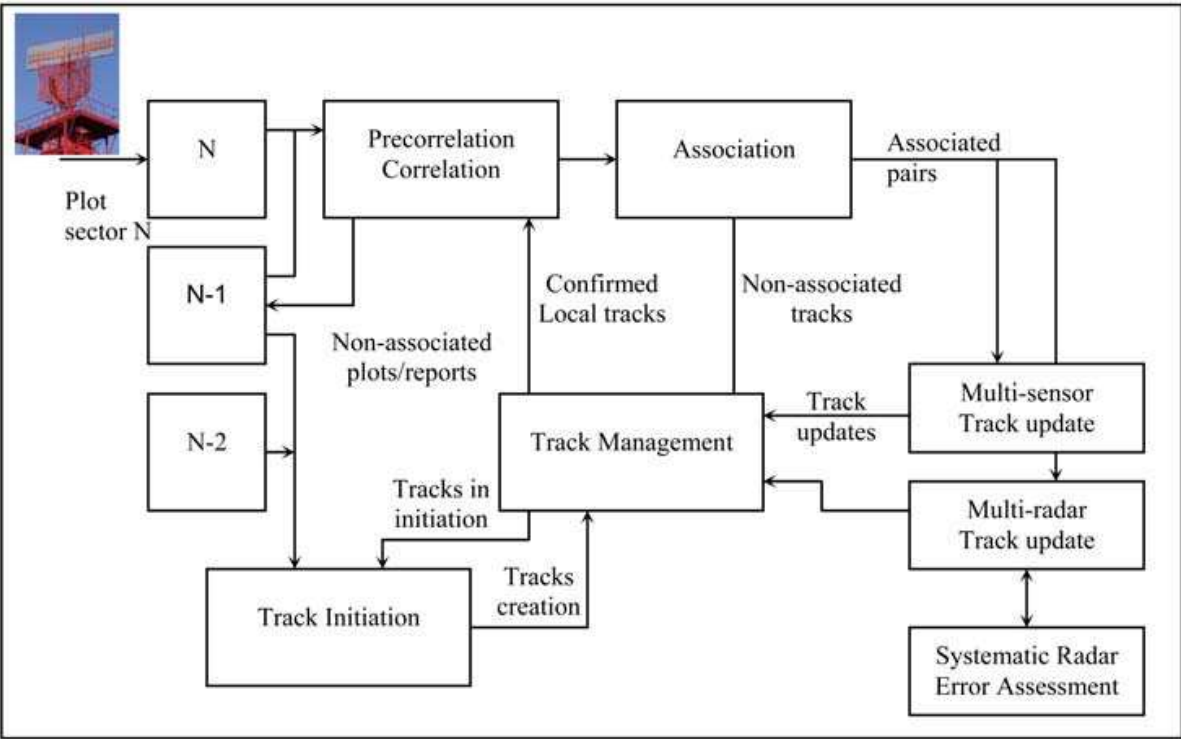 N
Precorrelation
Correlation
Association
Associated
pairs
Plot
sector N
N-1
Confirmed
Local tracks
Non-associated
tracks
Non-associated
plots/reports
N-2
Track Management
Track
updates
Multi-sensor
Track update
Tracks in
initiation
Multi-radar
Track update
Track Initiation
Tracks
creation
Systematic Radar
Error Assessment